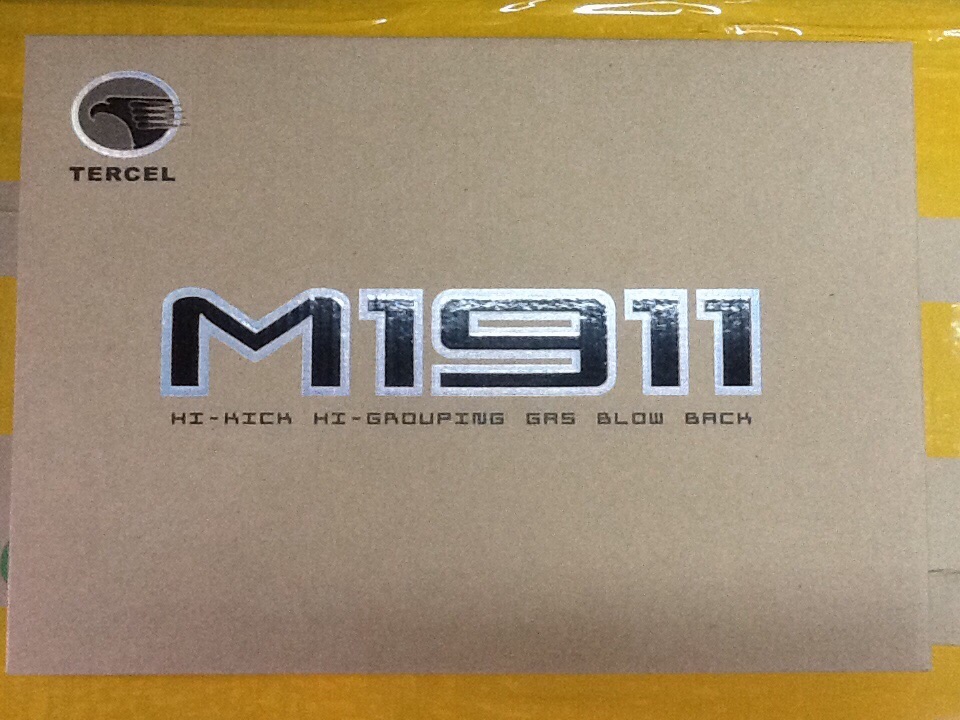 TERCEL
M1911
HI-KICK HI-GROUPING GAS BLOW BACK